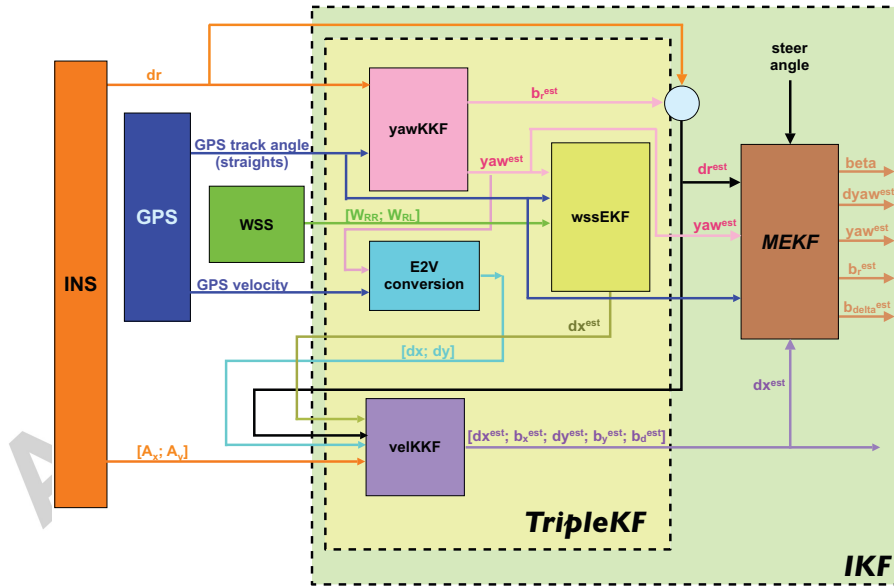 INS
GPS
WSS
dr
GPS track angle
(straights)
[W_RR; W_RL]
GPS velocity
[A_x; A_y]
yawKKF
b_r^est
yaw^est
wssEKF
E2V
conversion
dx^est
[dx; dy]
velKKF
[dx^est; b_x^est; dy^est; b_y^est; b_d^est]
TripleKF
steer
angle
dr^est
yaw^est
MEKF
beta
dyaw^est
yaw^est
b_r^est
b_delta^est
dx^est
IKF
A